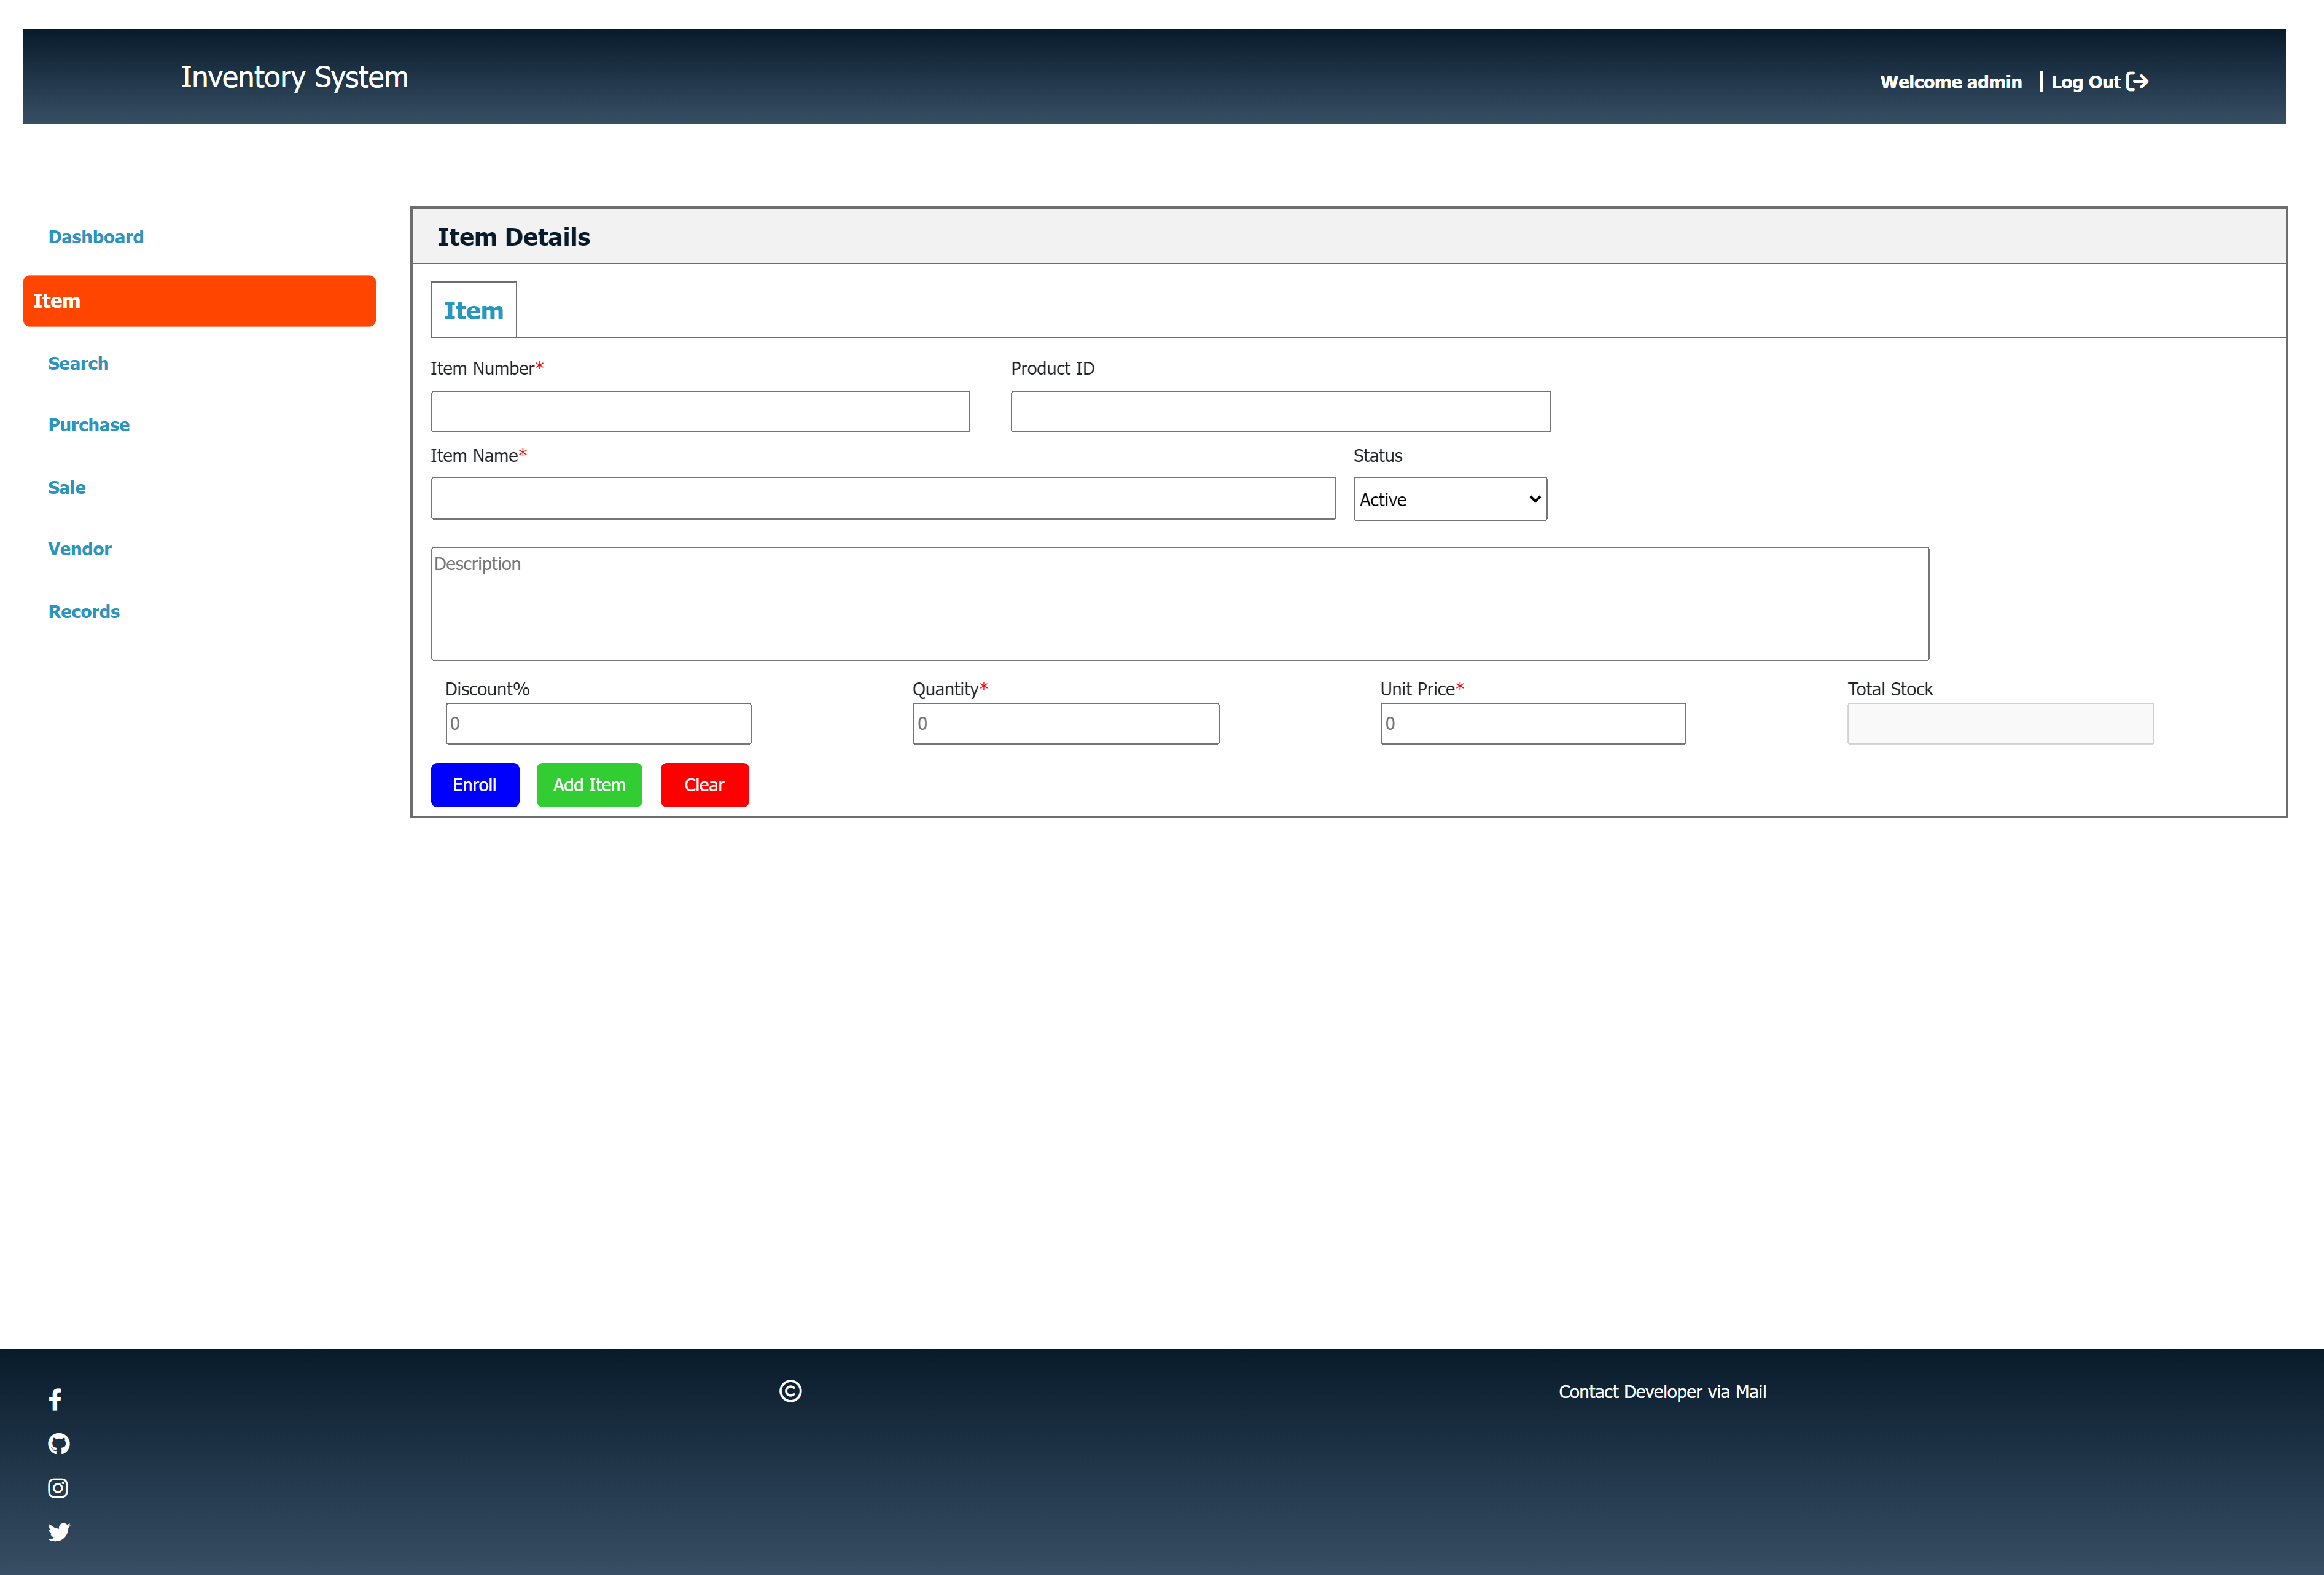 Inventory System
Welcome admin | Log Out
Dashboard
Item
Search
Purchase
Sale
Vendor
Records
Item Details
Item
Item Number* Product ID
Item Name* Status
Active
Description
Discount% Quantity* Unit Price* Total Stock
0 0 0
Enroll Add Item Clear
© Contact Developer via Mail